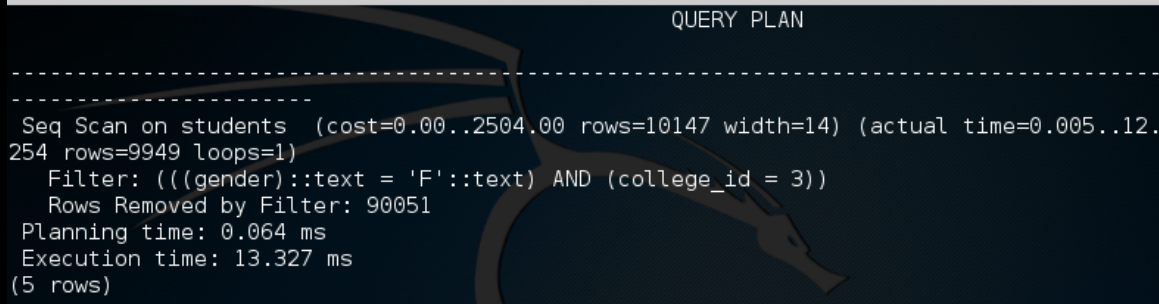 QUERY PLAN
--------------------------------------------------------------------------------------
-----------------------
Seq Scan on students  (cost=0.00..2504.00 rows=10147 width=14) (actual time=0.005..12.
254 rows=9949 loops=1)
Filter: (((gender)::text = 'F'::text) AND (college_id = 3))
Rows Removed by Filter: 90051
Planning time: 0.064 ms
Execution time: 13.327 ms
(5 rows)